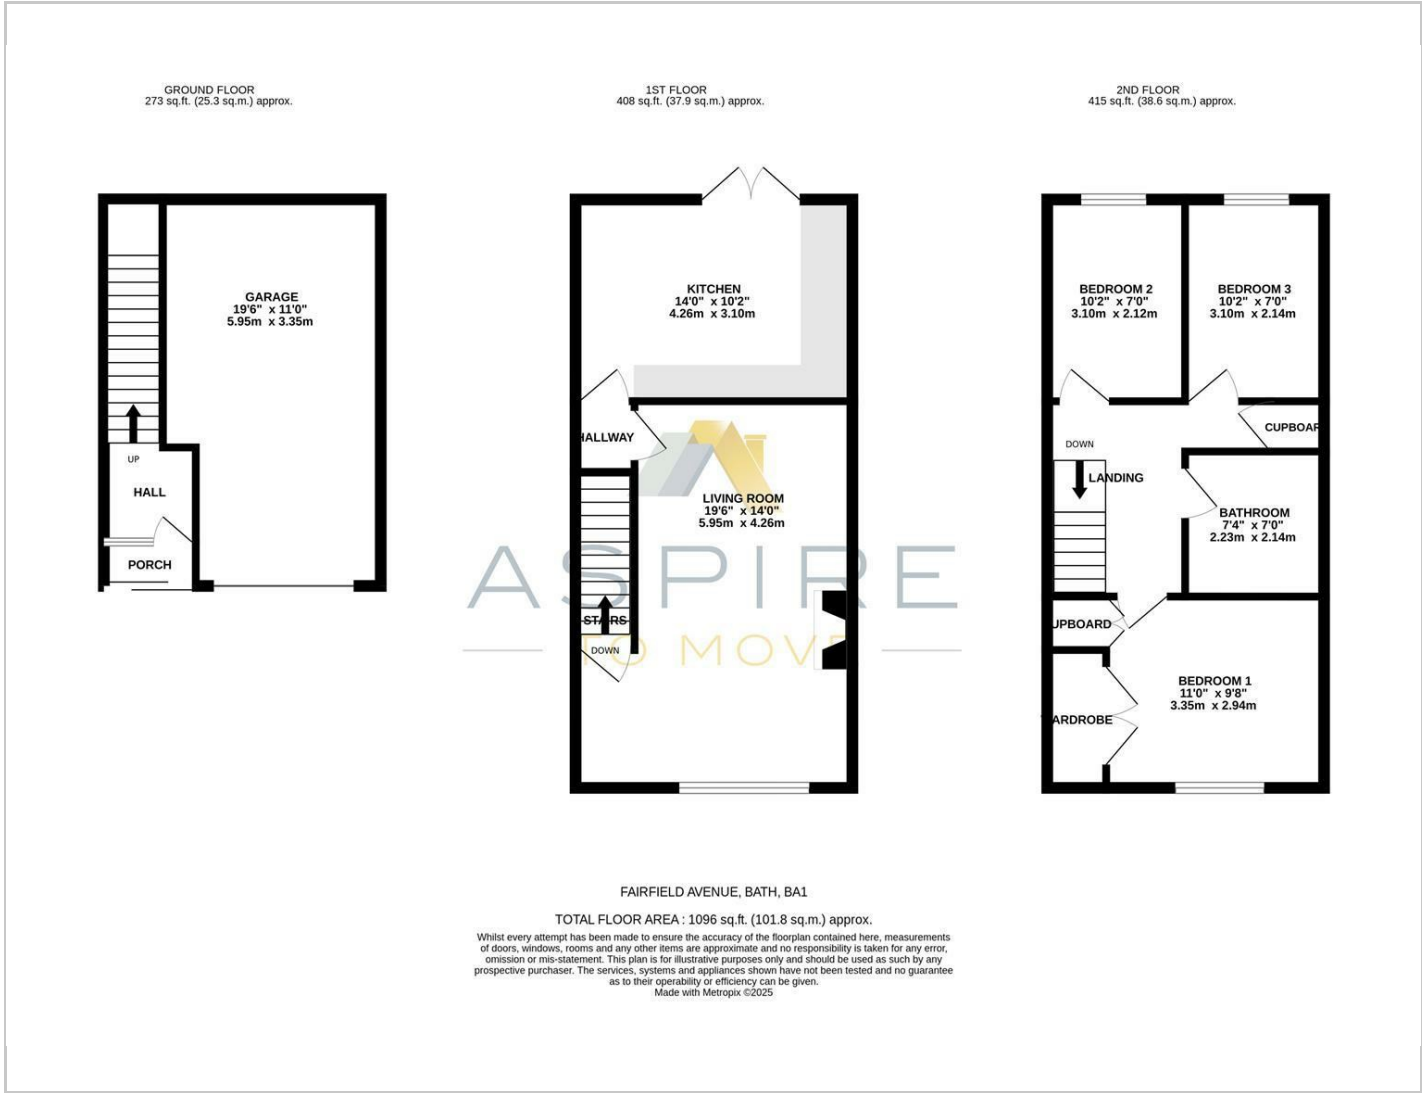 GROUND FLOOR
273 sq.ft. (25.3 sq.m.) approx.
GARAGE
19'6" x 11'0"
5.95m x 3.35m
UP
HALL
PORCH
1ST FLOOR
408 sq.ft. (37.9 sq.m.) approx.
KITCHEN
14'0" x 10'2"
4.26m x 3.10m
HALLWAY
LIVING ROOM
19'6" x 14'0"
5.95m x 4.26m
STAIRS
DOWN
ASPIRE
TO MOVE
2ND FLOOR
415 sq.ft. (38.6 sq.m.) approx.
BEDROOM 2
10'2" x 7'0"
3.10m x 2.12m
BEDROOM 3
10'2" x 7'0"
3.10m x 2.14m
CUPBOAR
DOWN
LANDING
BATHROOM
7'4" x 7'0"
2.23m x 2.14m
UPBOARD
BEDROOM 1
11'0" x 9'8"
3.35m x 2.94m
ARDROBE
FAIRFIELD AVENUE, BATH, BA1
TOTAL FLOOR AREA : 1096 sq.ft. (101.8 sq.m.) approx.
Whilst every attempt has been made to ensure the accuracy of the floorplan contained here, measurements
of doors, windows, rooms and any other items are approximate and no responsibility is taken for any error,
omission or mis-statement. This plan is for illustrative purposes only and should be used as such by any
prospective purchaser. The services, systems and appliances shown have not been tested and no guarantee
as to their operability or efficiency can be given.
Made with Metropix ©2025